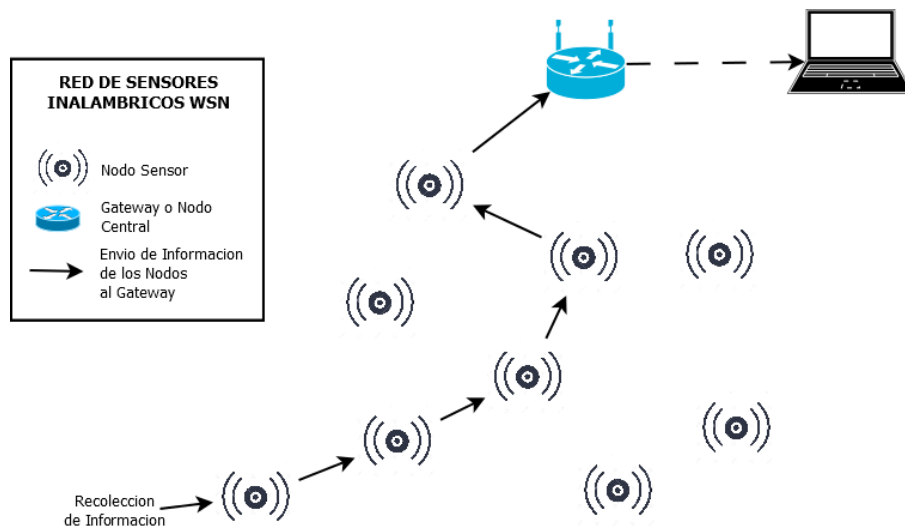 RED DE SENSORES
INALAMBRICOS WSN
Nodo Sensor
Gateway o Nodo
Central
Envio de Informacion
de los Nodos
al Gateway
Recoleccion
de Informacion